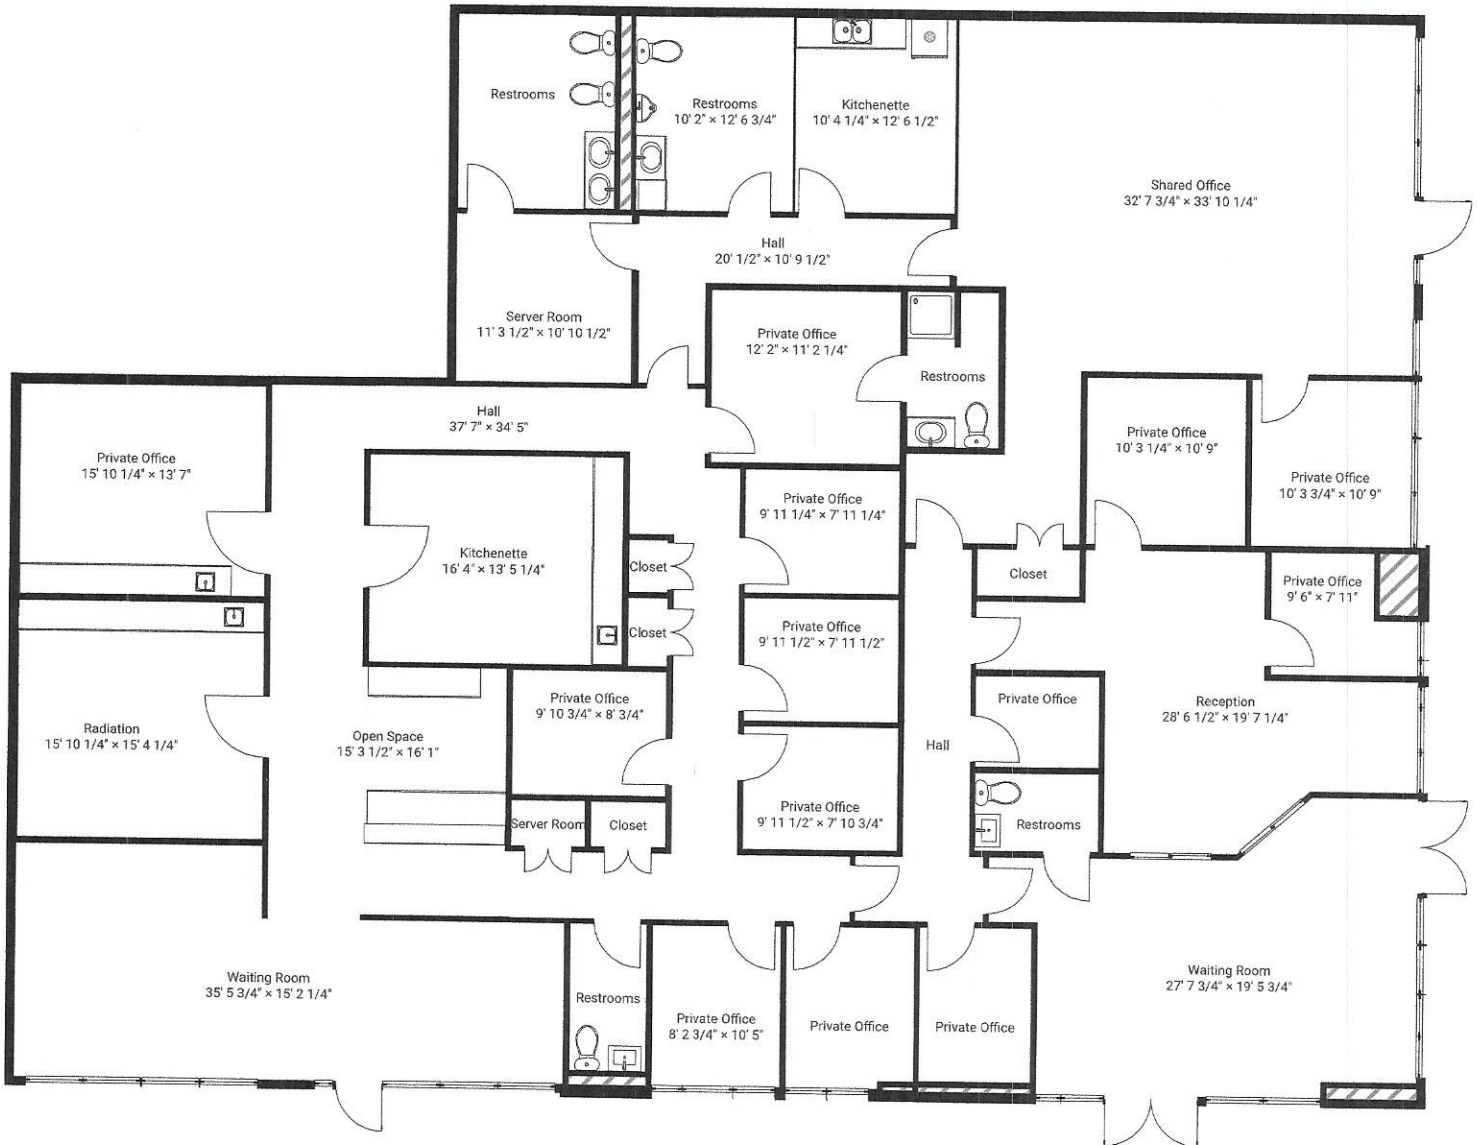 Restrooms
Restrooms
10' 2" × 12' 6 3/4"
Kitchenette
10' 4 1/4" × 12' 6 1/2"
Shared Office
32' 7 3/4" × 33' 10 1/4"
Hall
20' 1/2" × 10' 9 1/2"
Server Room
11' 3 1/2" × 10' 10 1/2"
Private Office
12' 2" × 11' 2 1/4"
Restrooms
Hall
37' 7" × 34' 5"
Private Office
15' 10 1/4" × 13' 7"
Private Office
10' 3 1/4" × 10' 9"
Private Office
10' 3 3/4" × 10' 9"
Private Office
9' 11 1/4" × 7' 11 1/4"
Kitchenette
16' 4" × 13' 5 1/4"
Closet
Closet
Private Office
9' 6" × 7' 11"
Closet
Private Office
9' 11 1/2" × 7' 11 1/2"
Private Office
9' 10 3/4" × 8' 3/4"
Private Office
Reception
28' 6 1/2" × 19' 7 1/4"
Radiation
15' 10 1/4" × 15' 4 1/4"
Open Space
15' 3 1/2" × 16' 1"
Hall
Private Office
9' 11 1/2" × 7' 10 3/4"
Server Room
Closet
Restrooms
Waiting Room
35' 5 3/4" × 15' 2 1/4"
Restrooms
Private Office
8' 2 3/4" × 10' 5"
Private Office
Private Office
Waiting Room
27' 7 3/4" × 19' 5 3/4"